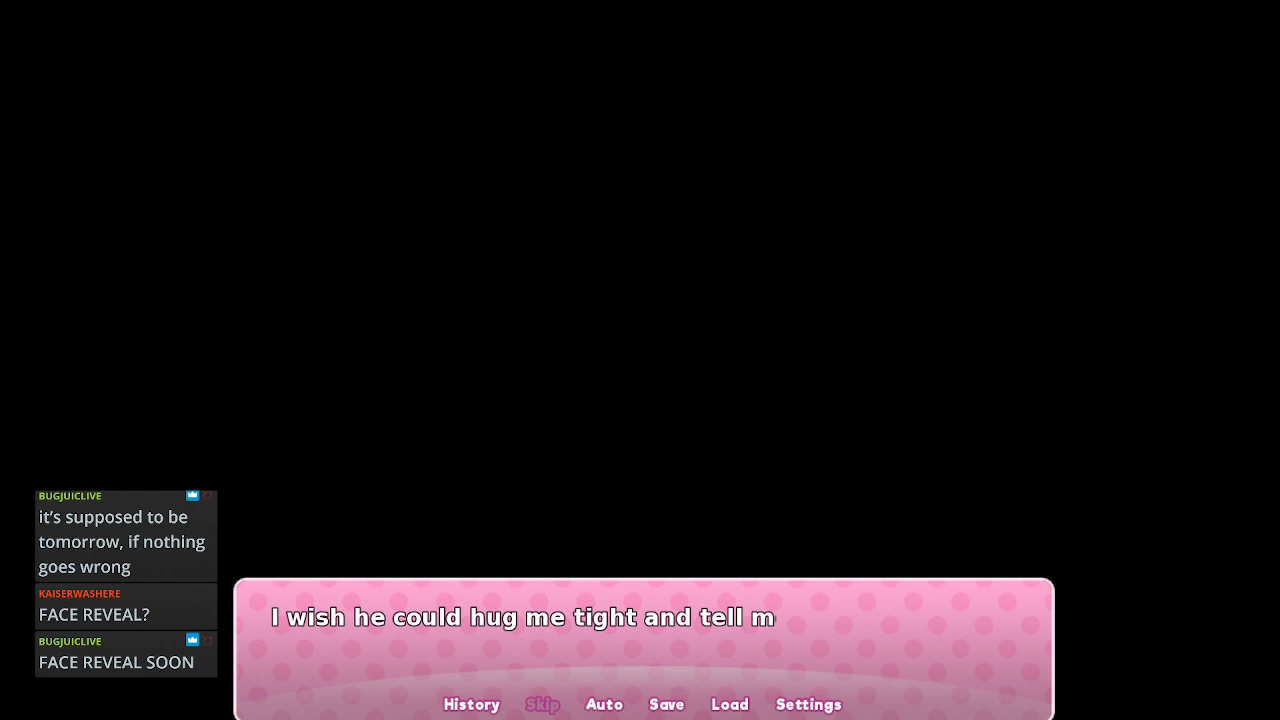 BUGJUICLIVE
it's supposed to be
tomorrow, if nothing
goes wrong
KAISERWASHERE
FACE REVEAL?
BUGJUICLIVE
FACE REVEAL SOON
I wish he could hug me tight and tell m
History Skip Auto Save Load Settings